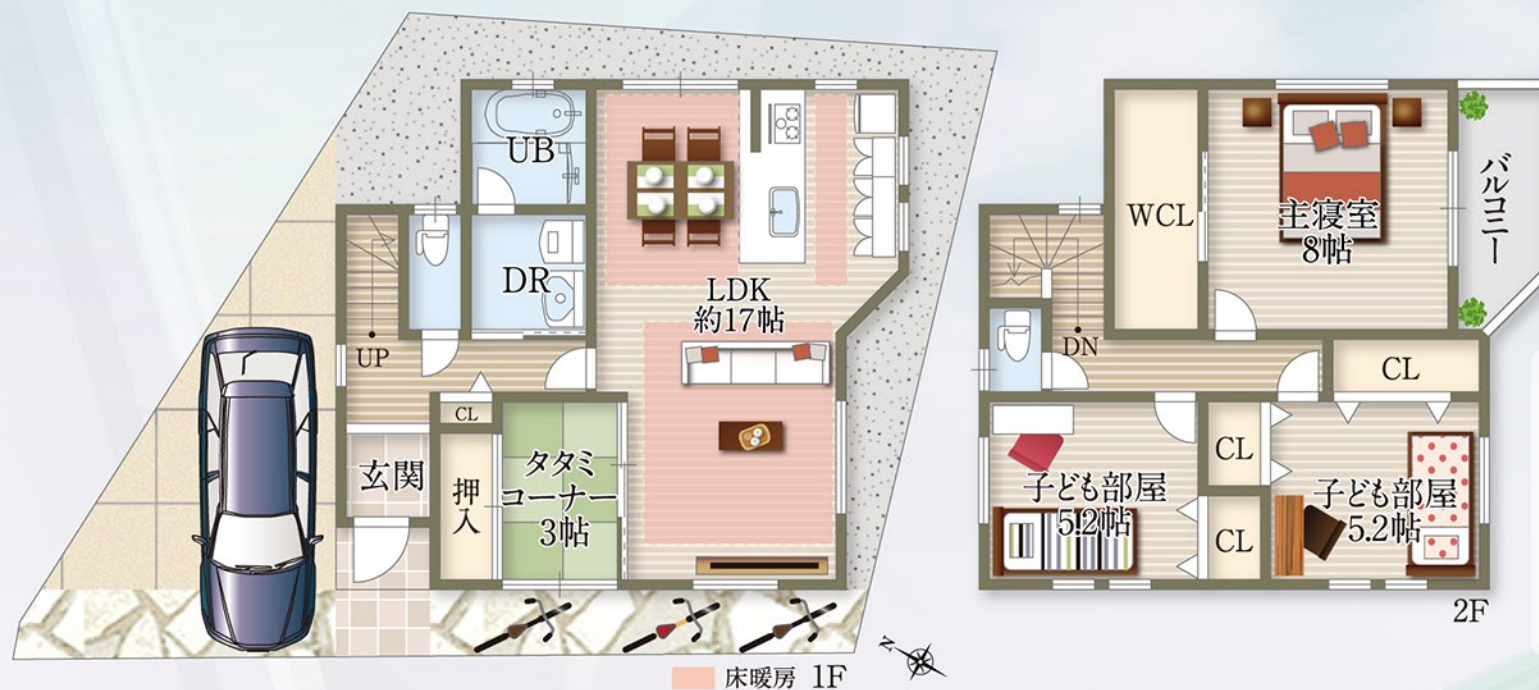 UB
DR
LDK
約17帖
UP
CL
玄関
押入
タタミ
コーナー
3帖
床暖房 1F
N
WCL
主寝室
8帖
バルコニー
DN
CL
CL
CL
子ども部屋
5.2帖
子ども部屋
5.2帖
2F